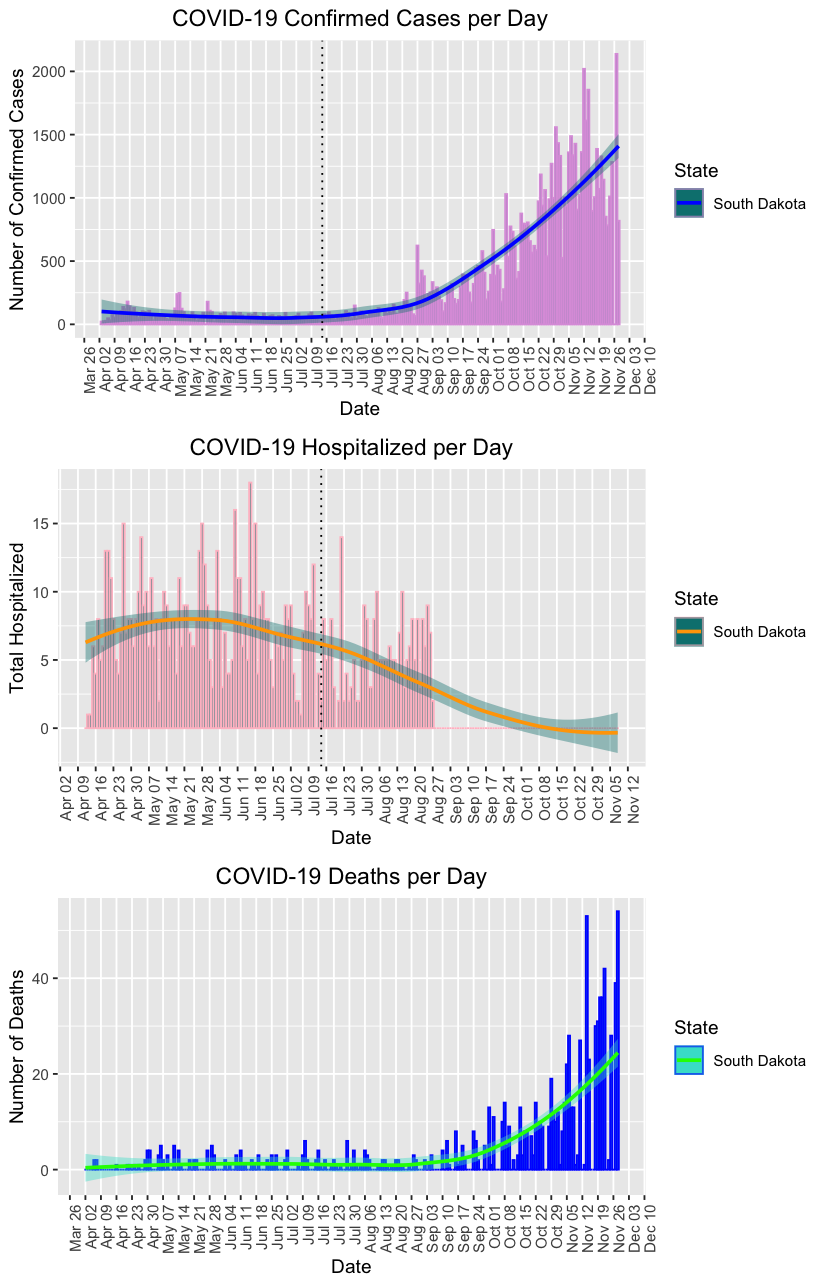 COVID-19 Confirmed Cases per Day
Number of Confirmed Cases
2000
1500
1000
500
0
Mar 26
Apr 02
Apr 09
Apr 16
Apr 23
Apr 30
May 07
May 14
May 21
May 28
Jun 04
Jun 11
Jun 18
Jun 25
Jul 02
Jul 09
Jul 16
Jul 23
Jul 30
Aug 06
Aug 13
Aug 20
Aug 27
Sep 03
Sep 10
Sep 17
Sep 24
Oct 01
Oct 08
Oct 15
Oct 22
Oct 29
Nov 05
Nov 12
Nov 19
Nov 26
Dec 03
Dec 10
Date
State
South Dakota
COVID-19 Hospitalized per Day
Total Hospitalized
15
10
5
0
Apr 02
Apr 09
Apr 16
Apr 23
Apr 30
May 07
May 14
May 21
May 28
Jun 04
Jun 11
Jun 18
Jun 25
Jul 02
Jul 09
Jul 16
Jul 23
Jul 30
Aug 06
Aug 13
Aug 20
Aug 27
Sep 03
Sep 10
Sep 17
Sep 24
Oct 01
Oct 08
Oct 15
Oct 22
Oct 29
Nov 05
Nov 12
Date
State
South Dakota
COVID-19 Deaths per Day
Number of Deaths
40
20
0
Mar 26
Apr 02
Apr 09
Apr 16
Apr 23
Apr 30
May 07
May 14
May 21
May 28
Jun 04
Jun 11
Jun 18
Jun 25
Jul 02
Jul 09
Jul 16
Jul 23
Jul 30
Aug 06
Aug 13
Aug 20
Aug 27
Sep 03
Sep 10
Sep 17
Sep 24
Oct 01
Oct 08
Oct 15
Oct 22
Oct 29
Nov 05
Nov 12
Nov 19
Nov 26
Dec 03
Dec 10
Date
State
South Dakota